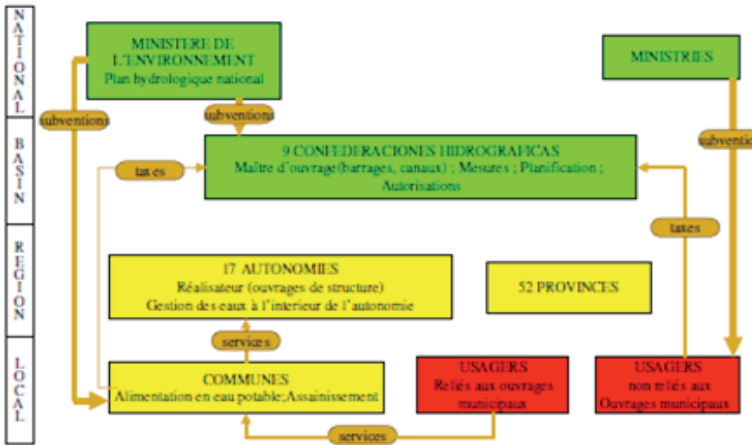 NATIONAL
MINISTERE DE
L'ENVIRONNEMENT
Plan hydrologique national
MINISTRIES
subventions
subventions
subventio
BASIN
9 CONFEDERACIONES HIDROGRAFICAS
Maître d'ouvrage(barrages, canaux) ; Mesures ; Planification ;
Autorisations
taxes
taxes
REGION
17 AUTONOMIES
Réalisateur (ouvrages de structure)
Gestion des eaux à l'interieur de l'autonomie
52 PROVINCES
services
LOCAL
COMMUNES
Alimentation en eau potable;Assainissement
USAGERS
Reliés aux ouvrages
municipaux
USAGERS
non reliés aux
Ouvrages municipaux
services